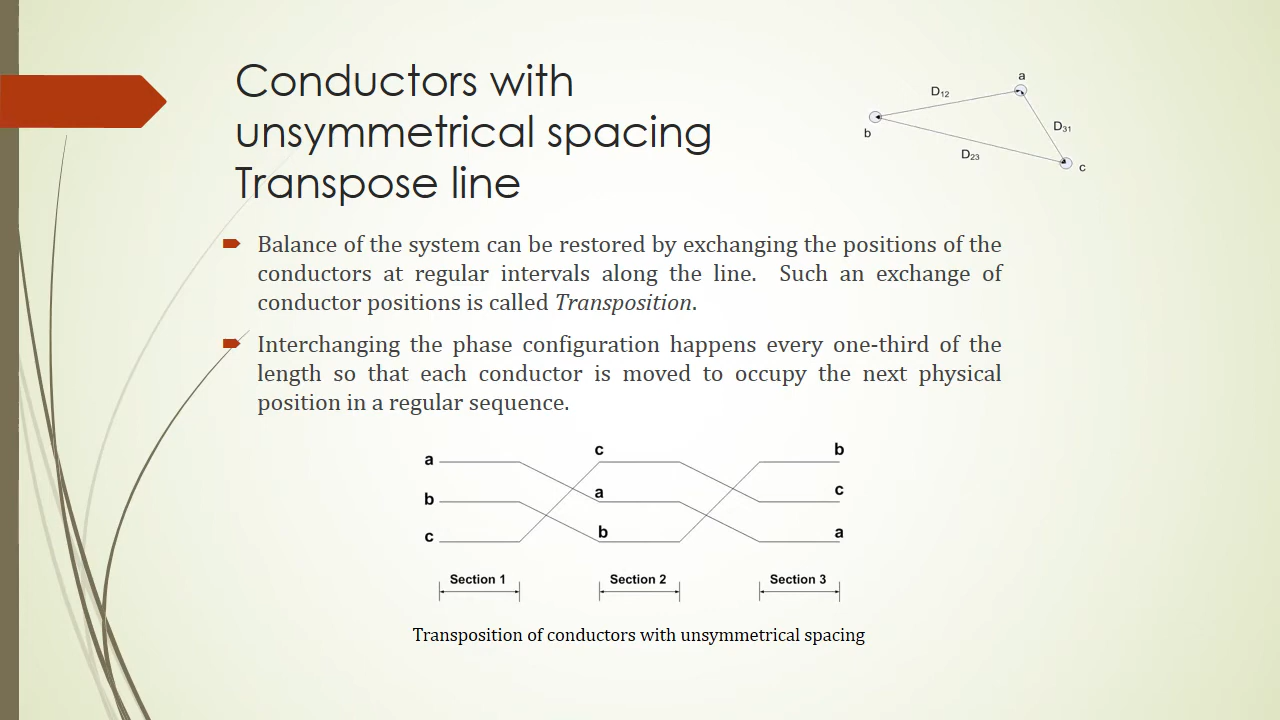 Conductors with
unsymmetrical spacing
Transpose line
a
D12
D31
b
D23
c
Balance of the system can be restored by exchanging the positions of the
conductors at regular intervals along the line. Such an exchange of
conductor positions is called Transposition.
Interchanging the phase configuration happens every one-third of the
length so that each conductor is moved to occupy the next physical
position in a regular sequence.
a c b
b a c
c b a
Section 1 Section 2 Section 3
Transposition of conductors with unsymmetrical spacing